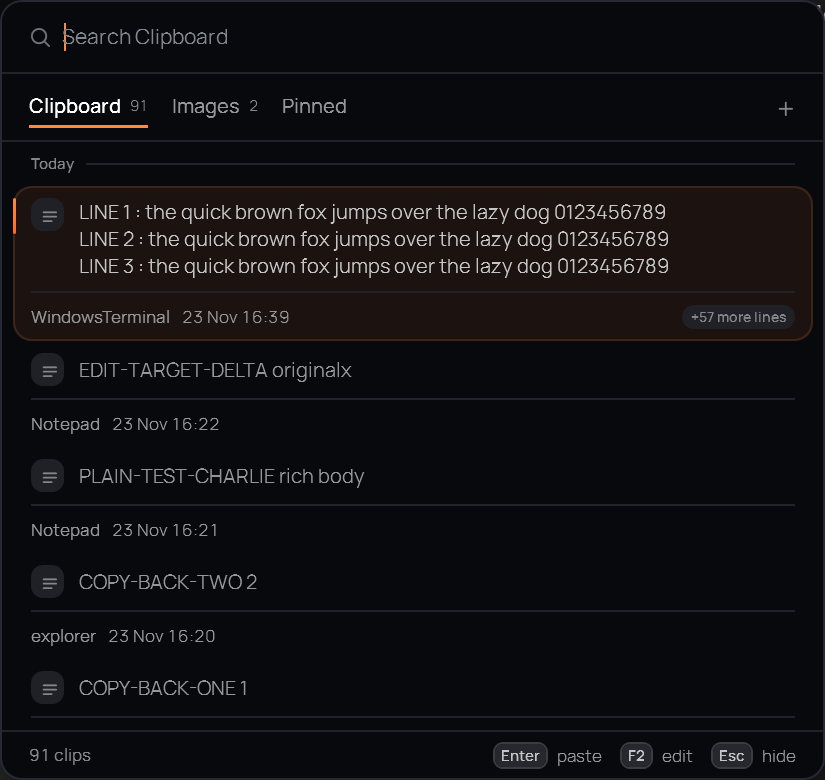 Search Clipboard
Clipboard 91 Images 2 Pinned +
Today
LINE 1 : the quick brown fox jumps over the lazy dog 0123456789
LINE 2 : the quick brown fox jumps over the lazy dog 0123456789
LINE 3 : the quick brown fox jumps over the lazy dog 0123456789
WindowsTerminal 23 Nov 16:39 +57 more lines
EDIT-TARGET-DELTA originalx
Notepad 23 Nov 16:22
PLAIN-TEST-CHARLIE rich body
Notepad 23 Nov 16:21
COPY-BACK-TWO 2
explorer 23 Nov 16:20
COPY-BACK-ONE 1
91 clips Enter paste F2 edit Esc hide